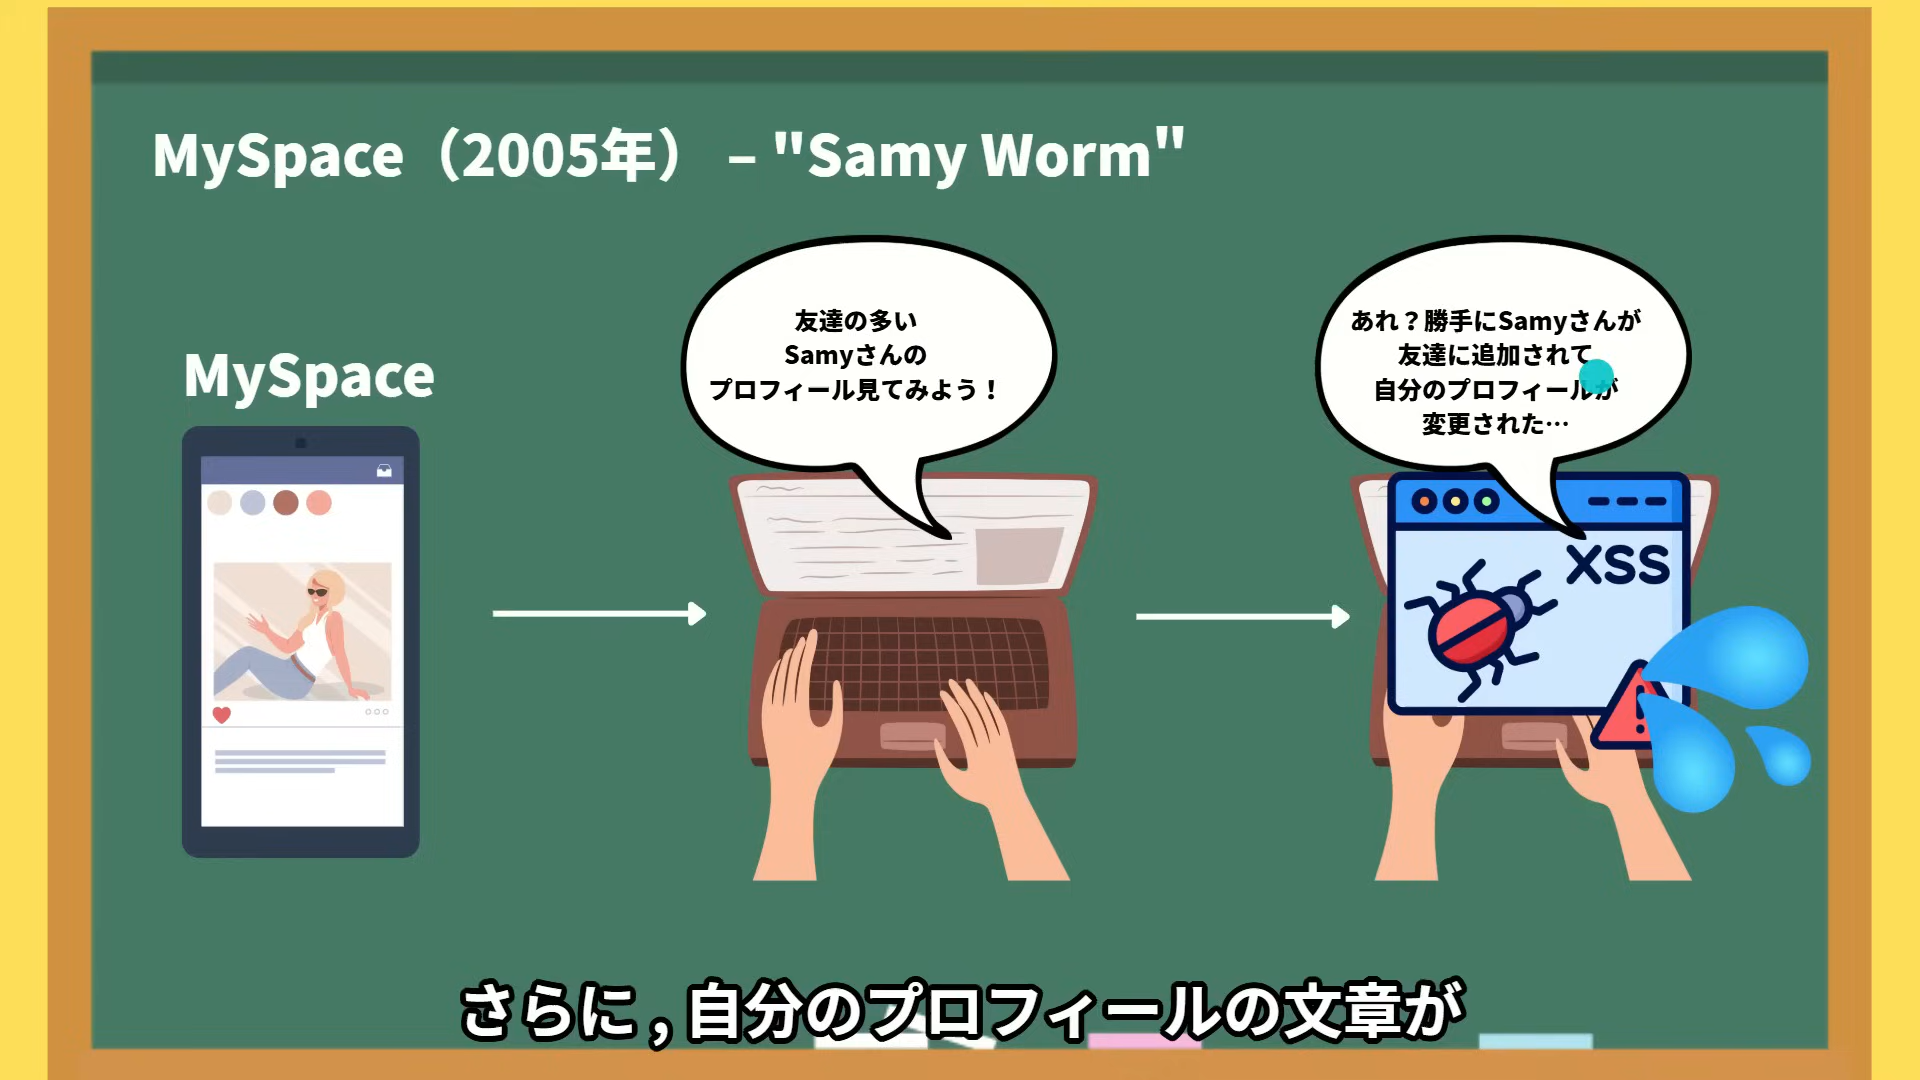 MySpace（2005年） – "Samy Worm"
MySpace
友達の多い
Samyさんの
プロフィール見てみよう！
あれ？勝手にSamyさんが
友達に追加されて
自分のプロフィールが
変更された…
XSS
さらに , 自分のプロフィールの文章が